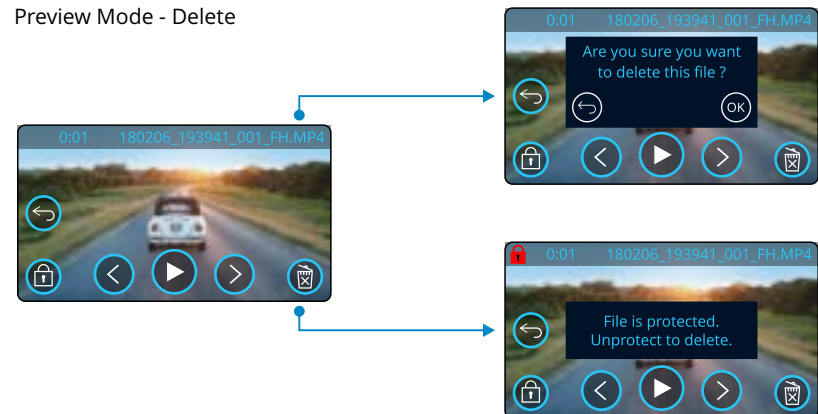 Preview Mode - Delete
0:01 180206_193941_001_FH.MP4
0:01 180206_193941_001_FH.MP4
Are you sure you want
to delete this file ?
OK
0:01 180206_193941_001_FH.MP4
File is protected.
Unprotect to delete.